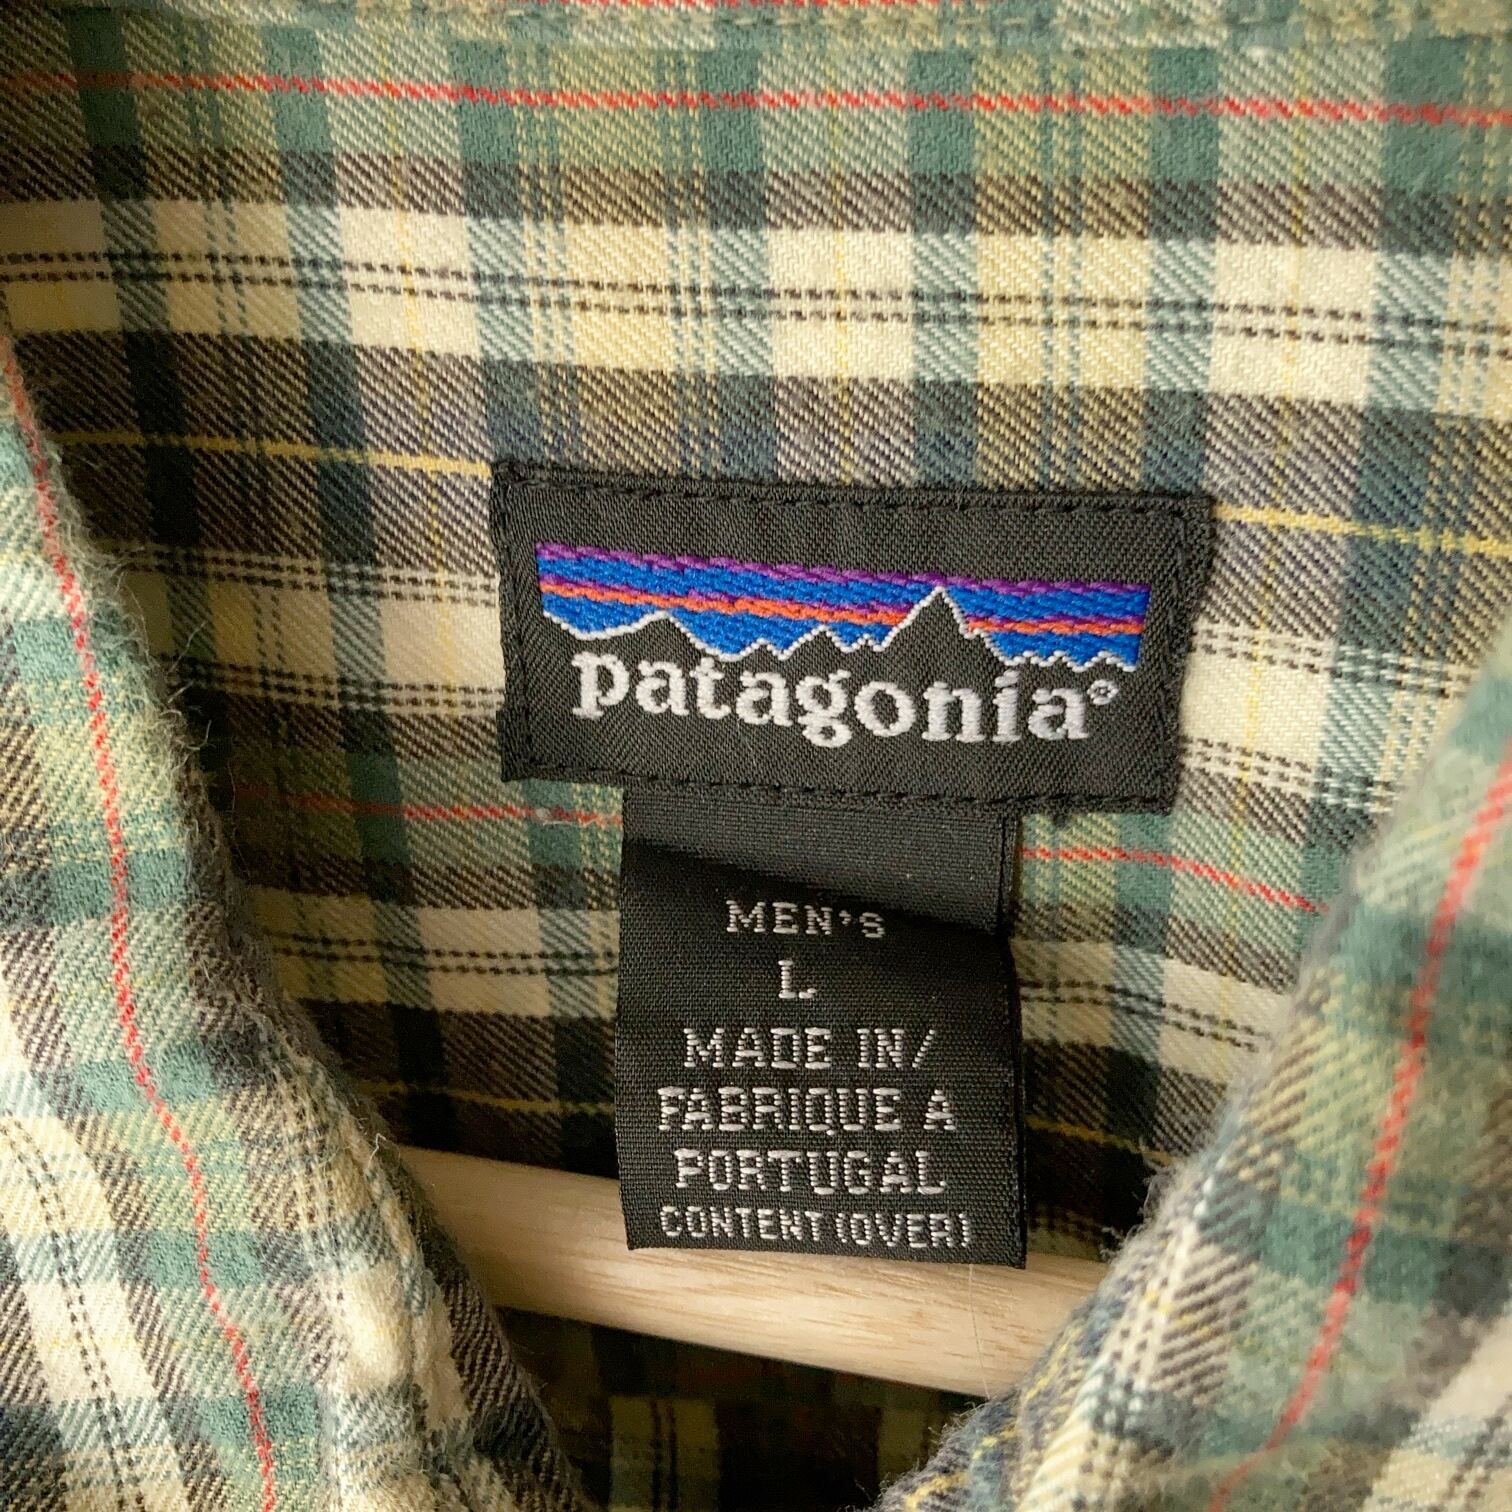 patagonia®
MEN'S
L
MADE IN/
FABRIQUE A
PORTUGAL
CONTENT (OVER)